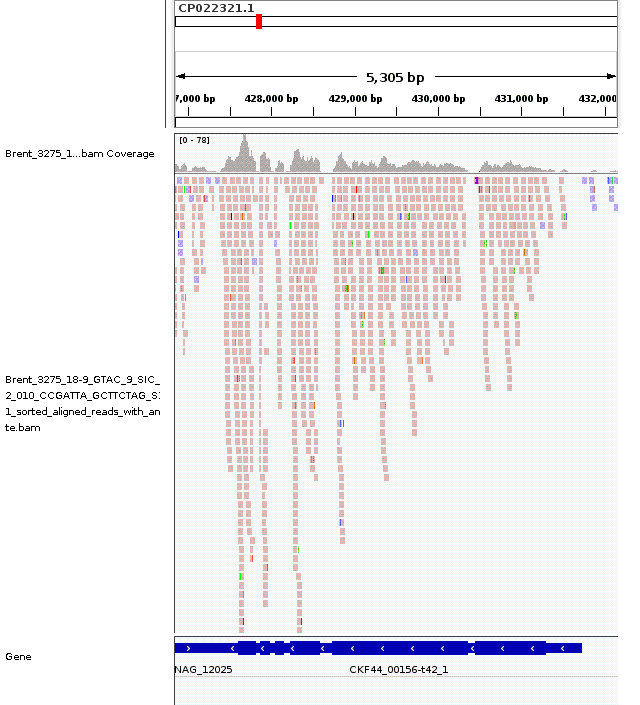 CP022321.1
5,305 bp
7,000 bp 428,000 bp 429,000 bp 430,000 bp 431,000 bp 432,000
[0 - 78]
Brent_3275_1...bam Coverage
Brent_3275_18-9_GTAC_9_SIC_
2_010_CCGATTA_GCTTCTAG_S
1_sorted_aligned_reads_with_an
te.bam
Gene
NAG_12025 CKF44_00156-t42_1